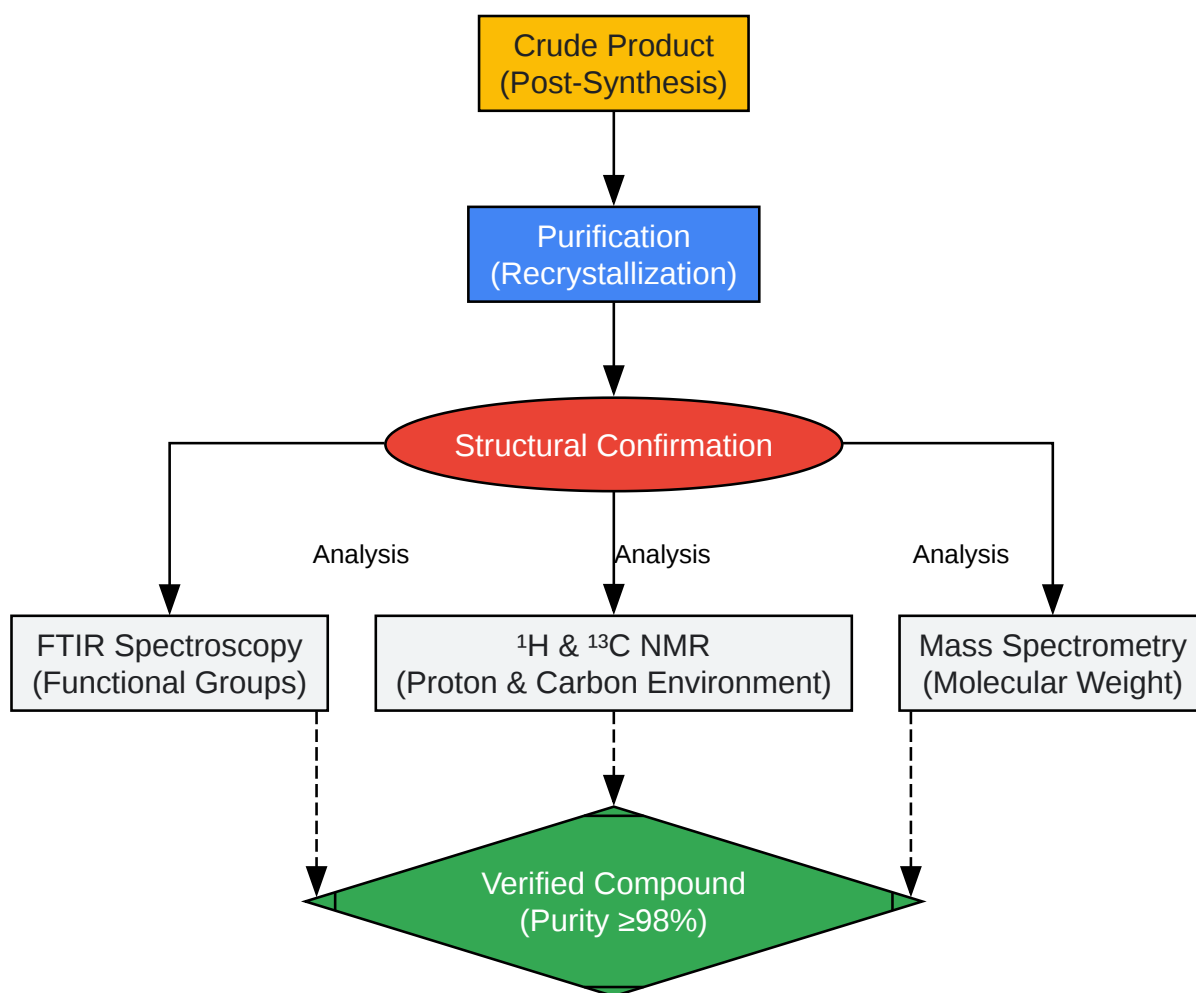 Crude Product
(Post-Synthesis)
Purification
(Recrystallization)
Structural Confirmation
Analysis
Analysis
Analysis
FTIR Spectroscopy
(Functional Groups)
¹H & ¹³C NMR
(Proton & Carbon Environment)
Mass Spectrometry
(Molecular Weight)
Verified Compound
(Purity ≥98%)